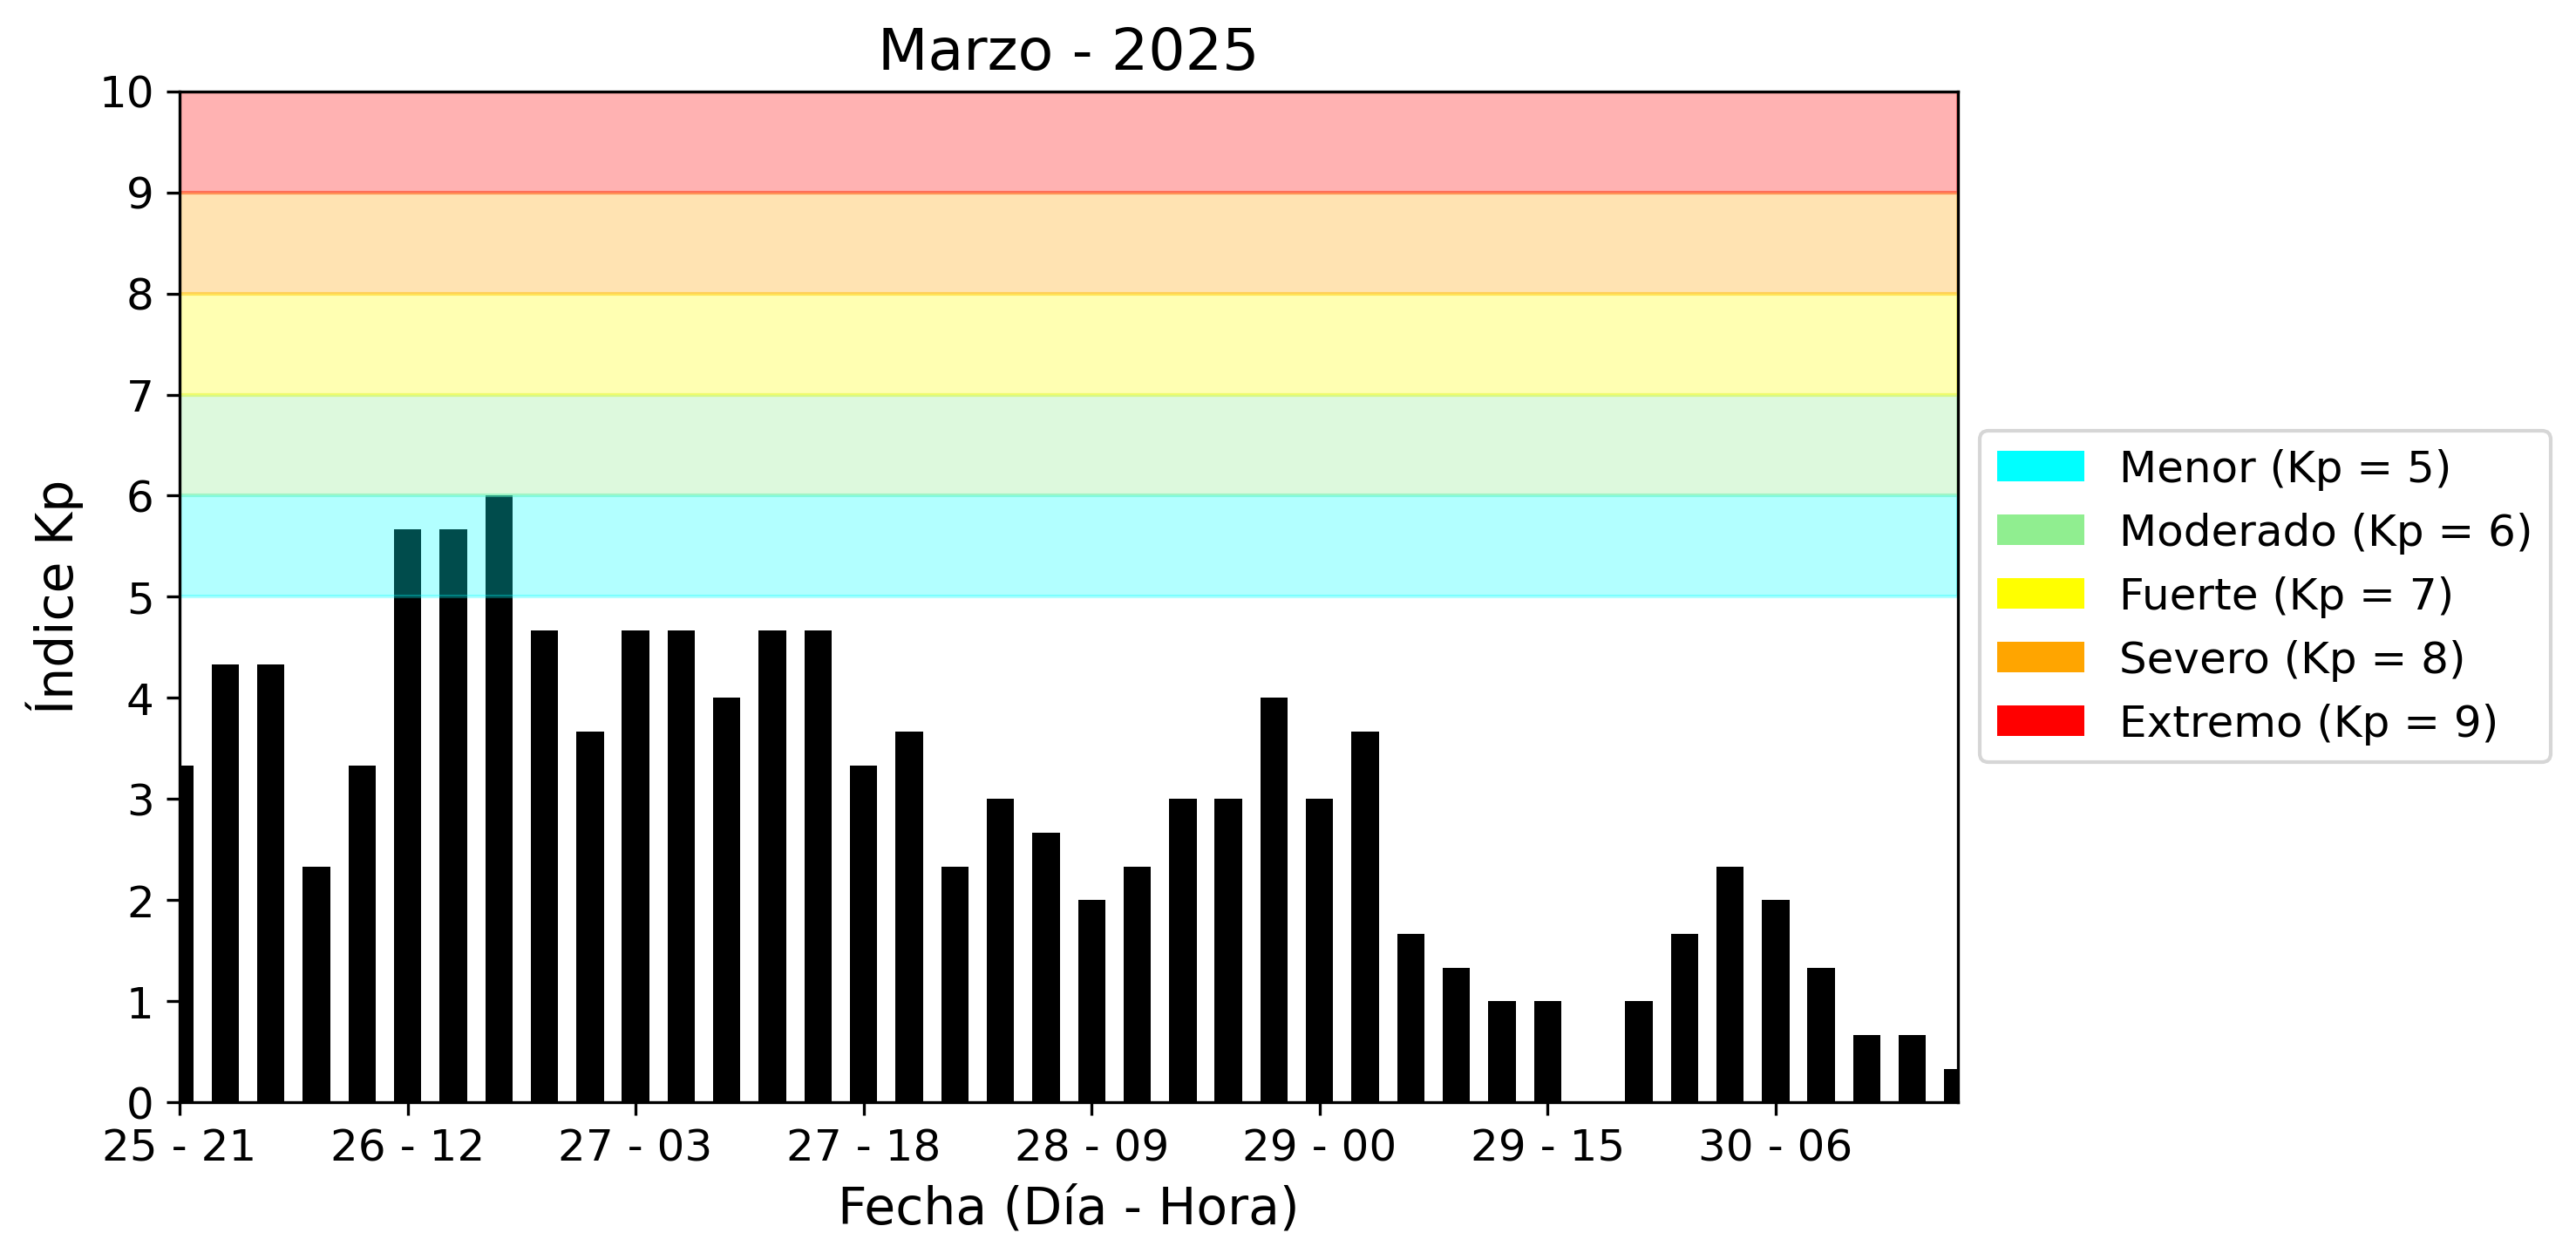 Marzo - 2025
10
9
8
7
6
5
4
3
2
1
0
Índice Kp
25 - 21 26 - 12 27 - 03 27 - 18 28 - 09 29 - 00 29 - 15 30 - 06
Fecha (Día - Hora)
Menor (Kp = 5)
Moderado (Kp = 6)
Fuerte (Kp = 7)
Severo (Kp = 8)
Extremo (Kp = 9)